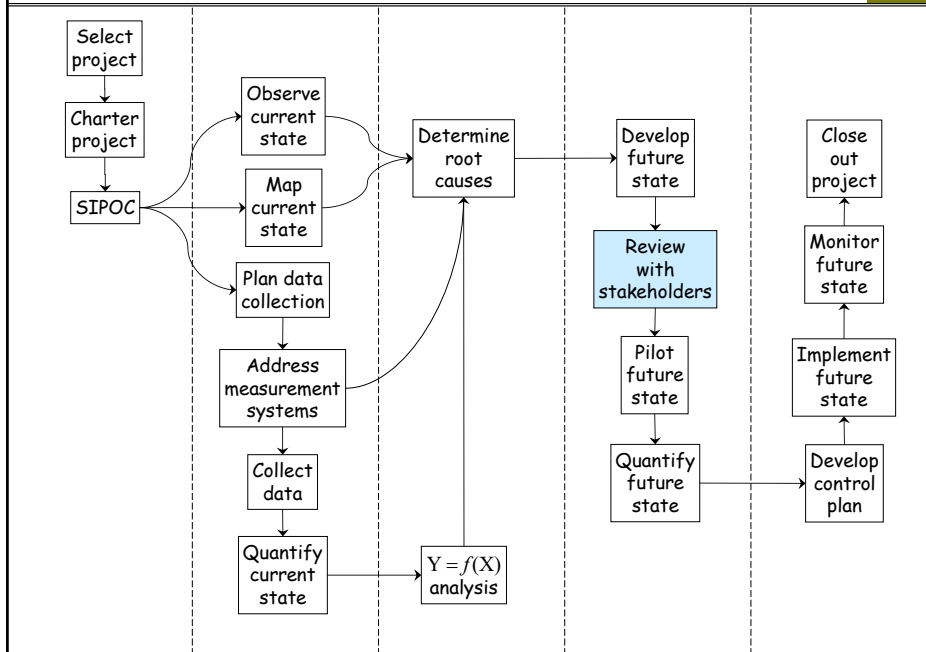 Select
project
Charter
project
SIPOC
Observe
current
state
Map
current
state
Plan data
collection
Address
measurement
systems
Collect
data
Quantify
current
state
Determine
root
causes
Y = f(X)
analysis
Develop
future
state
Review
with
stakeholders
Pilot
future
state
Quantify
future
state
Close
out
project
Monitor
future
state
Implement
future
state
Develop
control
plan